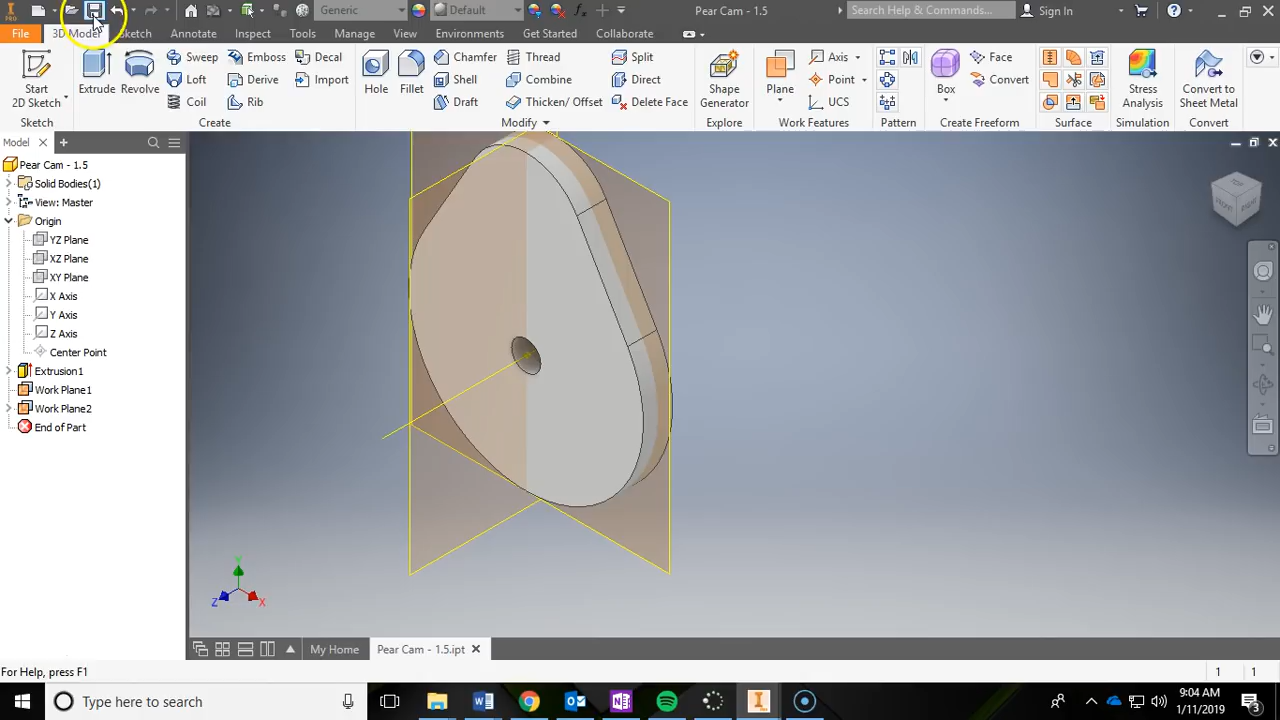 Generic
Default
Pear Cam - 1.5
Search Help & Commands...
Sign In
File
3D Model
Sketch
Annotate
Inspect
Tools
Manage
View
Environments
Get Started
Collaborate
Start
2D Sketch
Extrude
Revolve
Sweep
Loft
Coil
Emboss
Derive
Rib
Decal
Import
Hole
Fillet
Chamfer
Shell
Draft
Thread
Combine
Thicken/ Offset
Split
Direct
Delete Face
Shape
Generator
Plane
Axis
Point
UCS
Box
Face
Convert
Stress
Analysis
Convert to
Sheet Metal
Sketch
Create
Modify
Explore
Work Features
Pattern
Create Freeform
Surface
Simulation
Convert
Model
Pear Cam - 1.5
Solid Bodies(1)
View: Master
Origin
YZ Plane
XZ Plane
XY Plane
X Axis
Y Axis
Z Axis
Center Point
Extrusion1
Work Plane1
Work Plane2
End of Part
TOP
FRONT
RIGHT
Y
Z
X
My Home
Pear Cam - 1.5.ipt
For Help, press F1
1
1
Type here to search
9:04 AM
1/11/2019
3